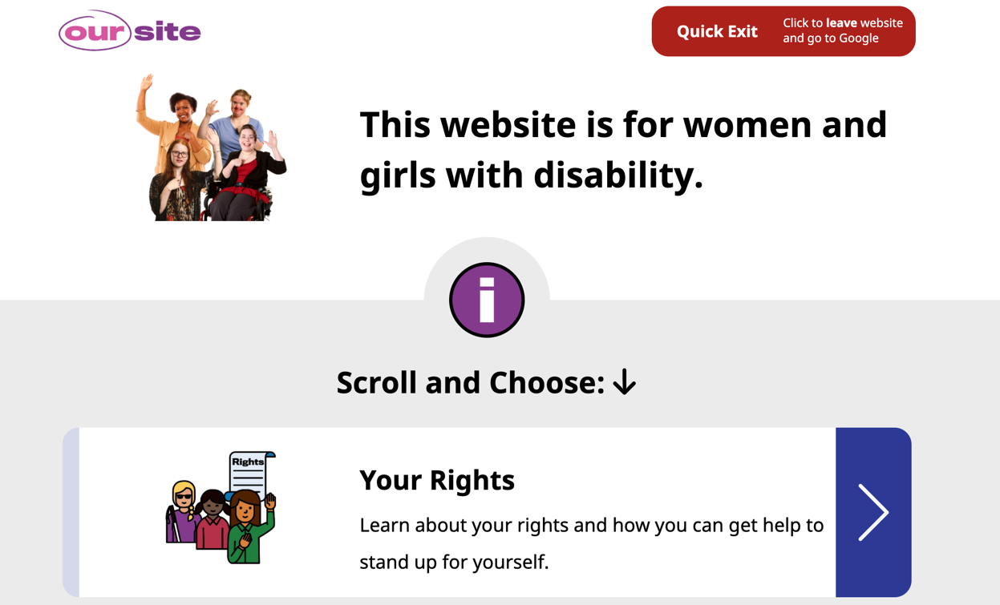 our site
Quick Exit
Click to leave website
and go to Google
This website is for women and
girls with disability.
i
Scroll and Choose:
Rights
Your Rights
Learn about your rights and how you can get help to
stand up for yourself.